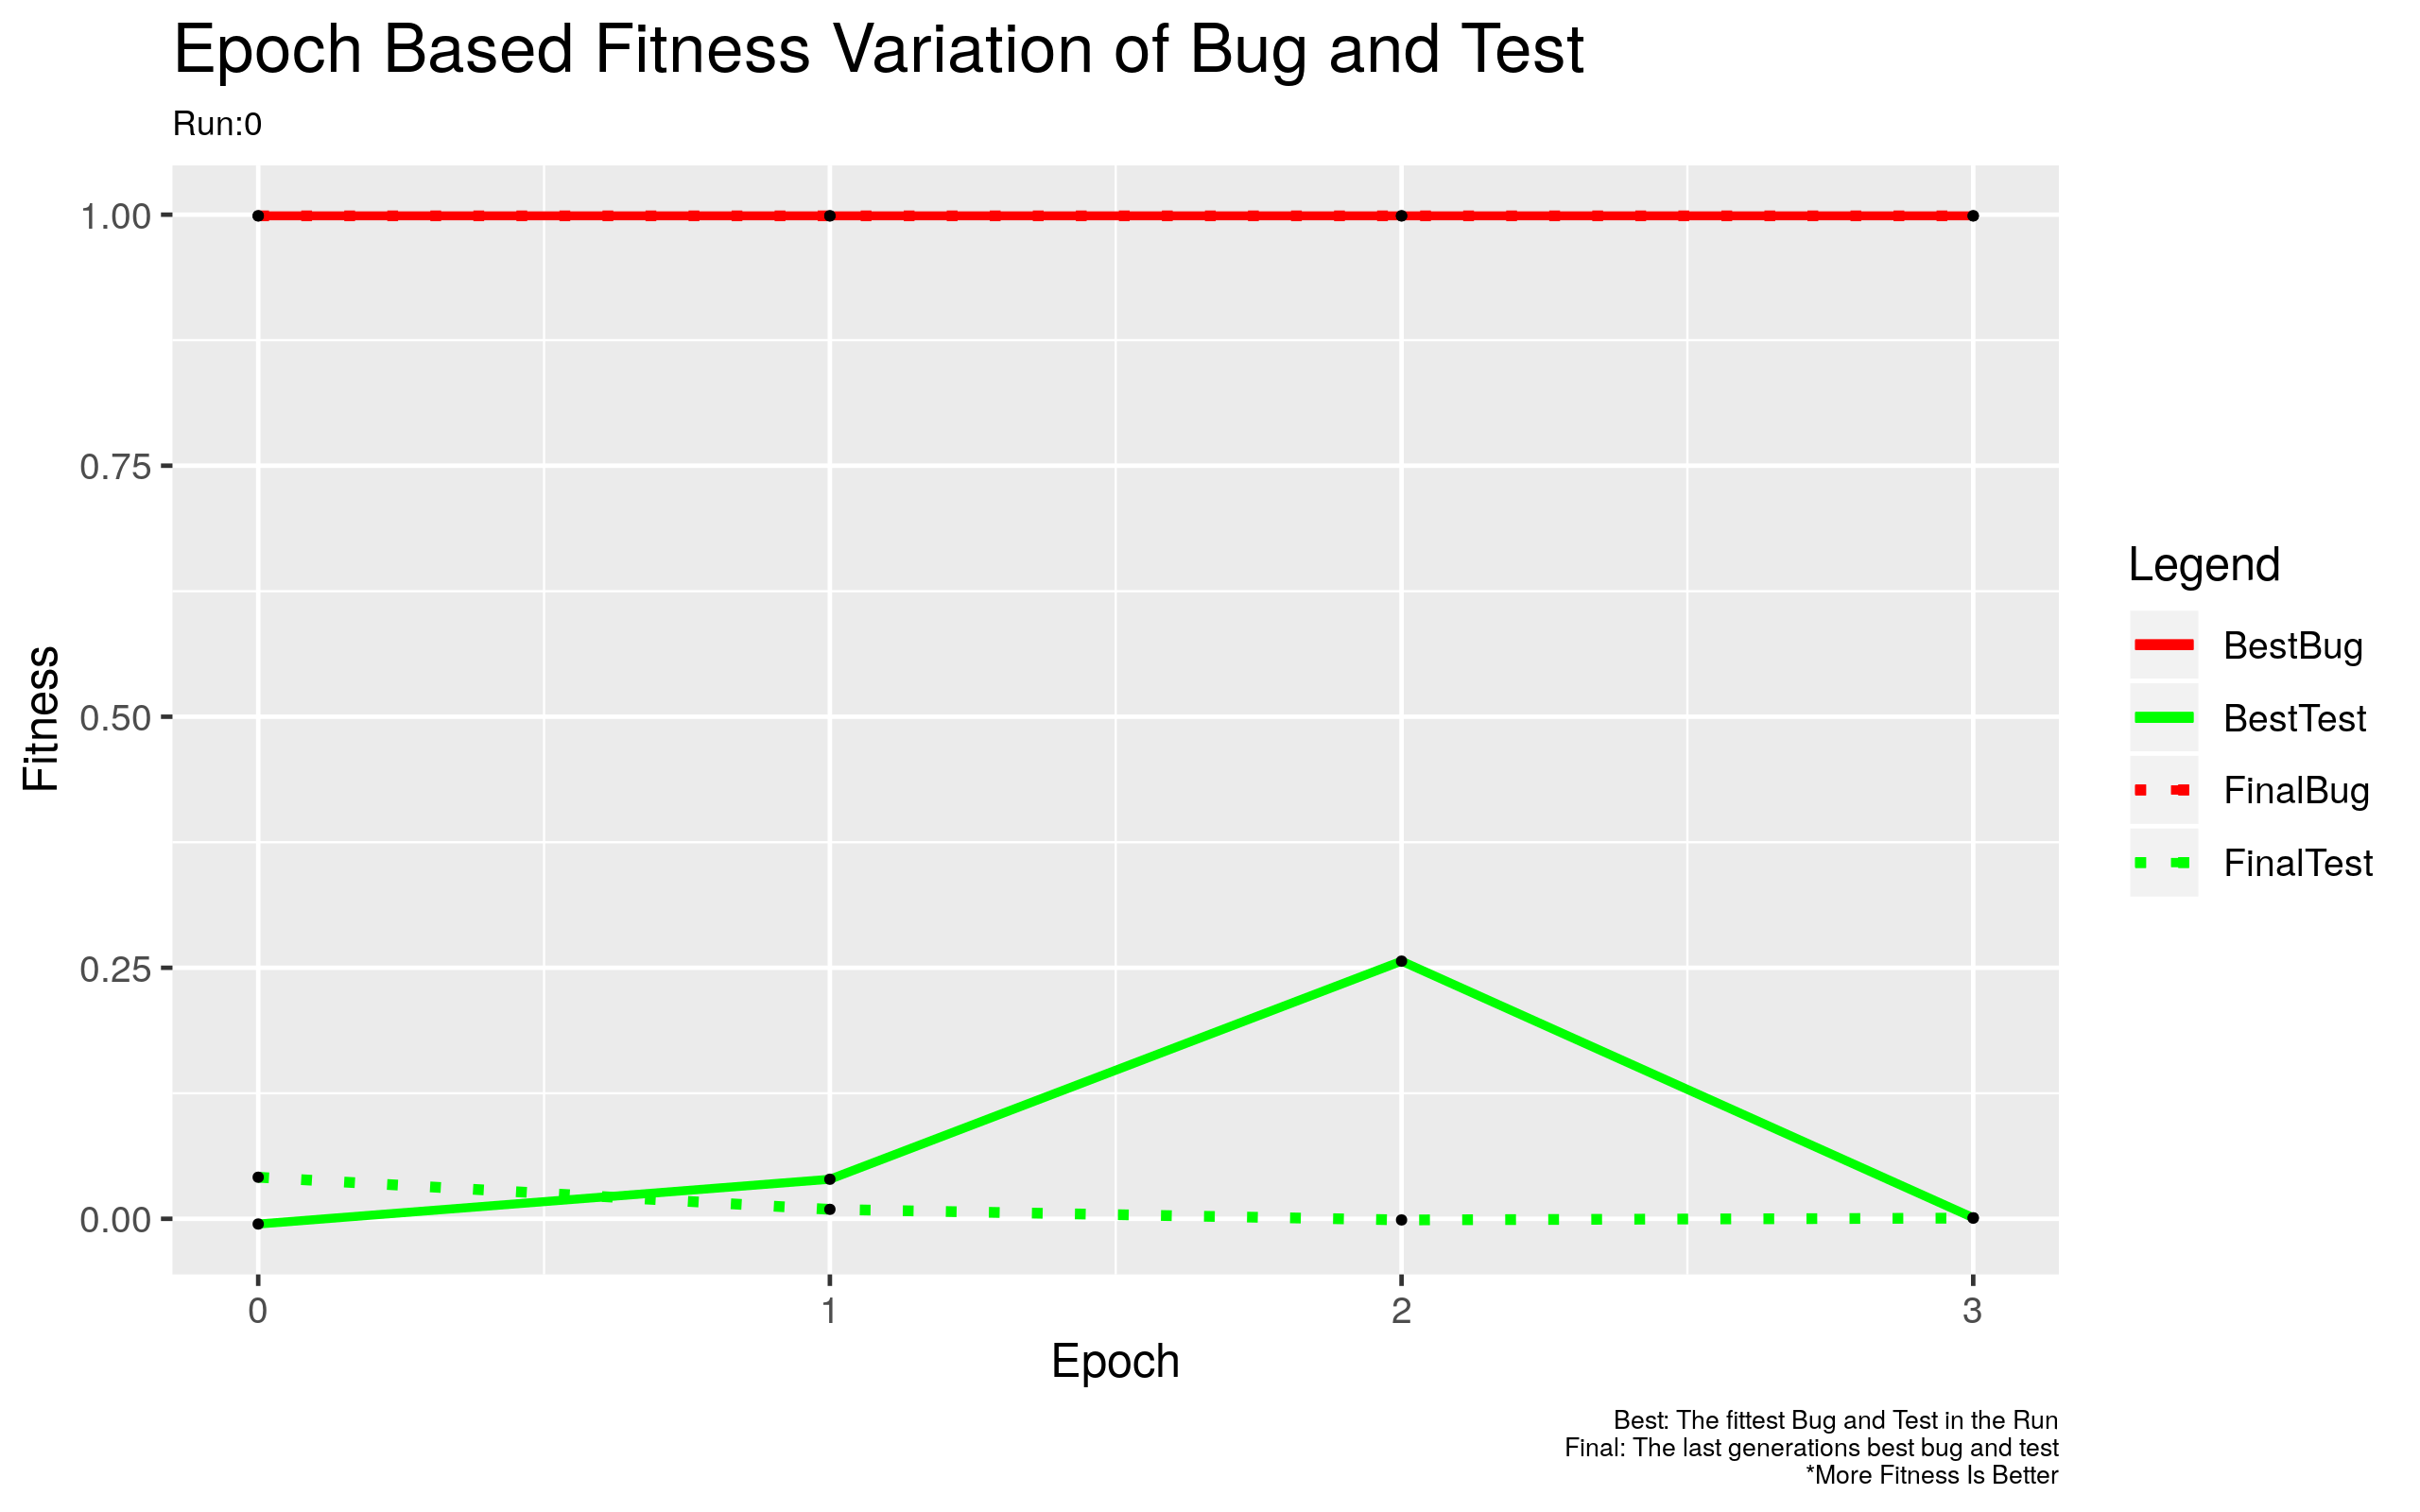 Epoch Based Fitness Variation of Bug and Test
Run:0
1.00
0.75
0.50
0.25
0.00
Fitness
0 1 2 3
Epoch
Legend
BestBug
BestTest
FinalBug
FinalTest
Best: The fittest Bug and Test in the Run
Final: The last generations best bug and test
*More Fitness Is Better